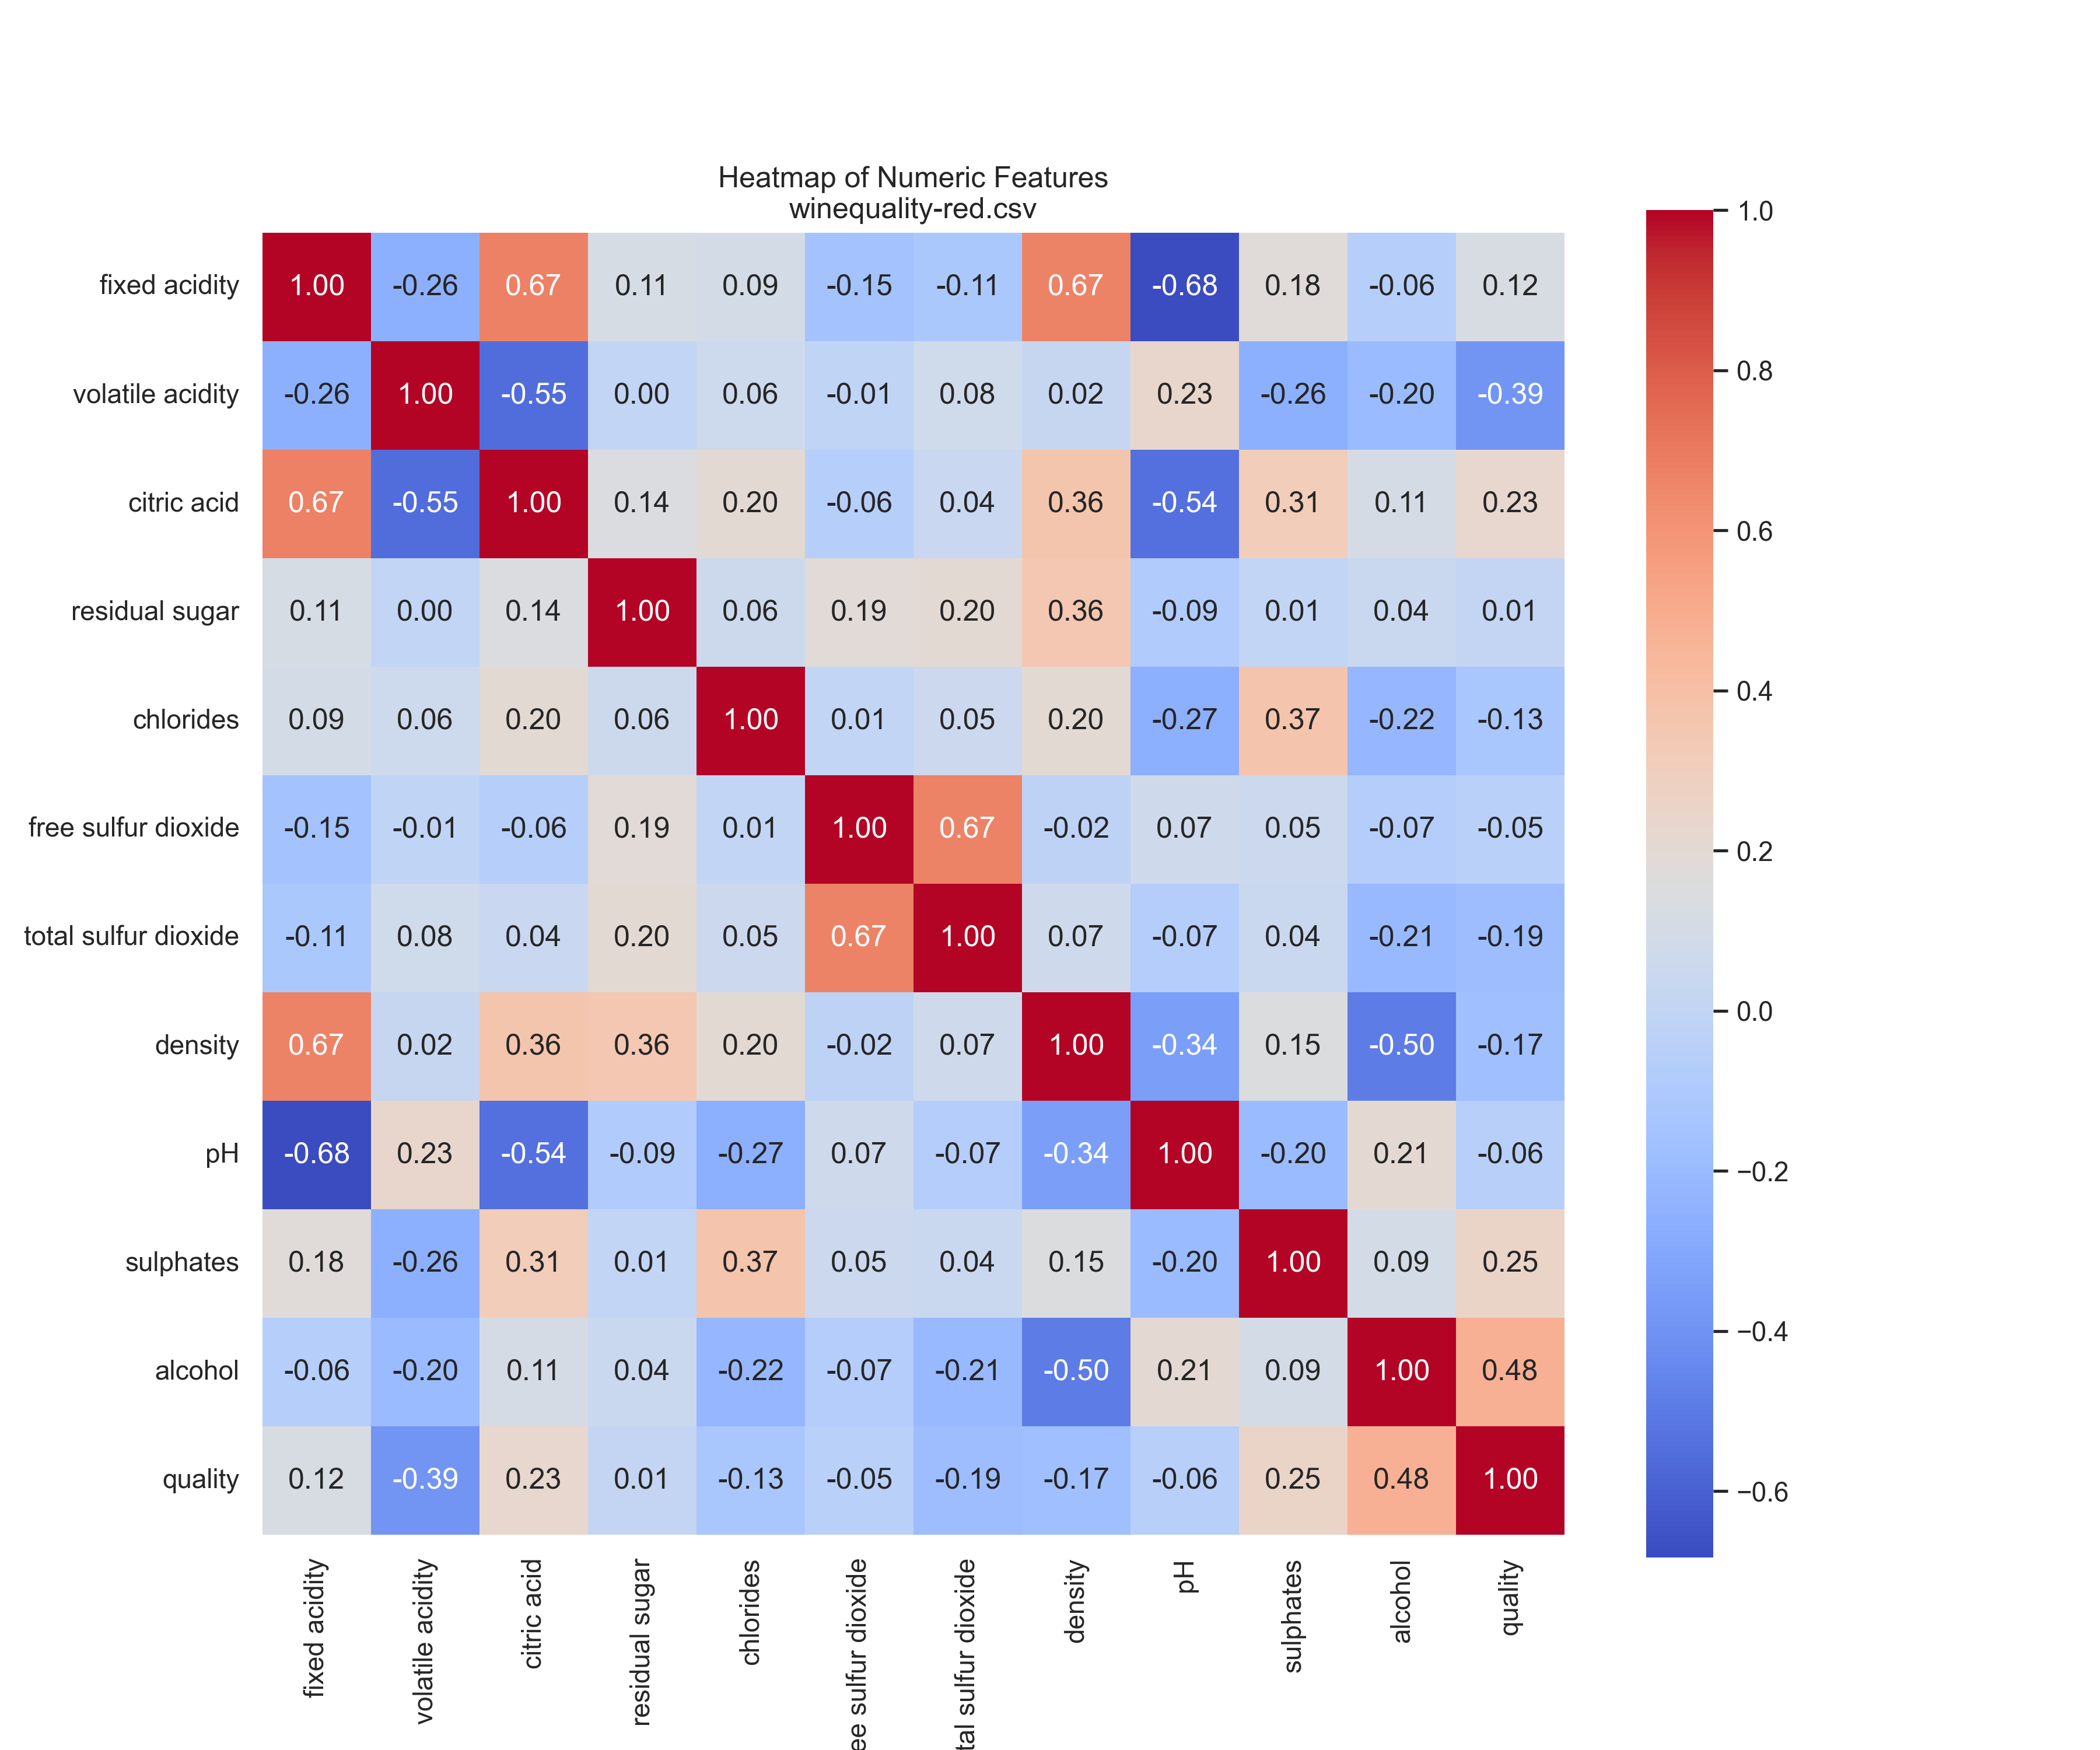 Heatmap of Numeric Features
winequality-red.csv
fixed acidity 1.00 -0.26 0.67 0.11 0.09 -0.15 -0.11 0.67 -0.68 0.18 -0.06 0.12
volatile acidity -0.26 1.00 -0.55 0.00 0.06 -0.01 0.08 0.02 0.23 -0.26 -0.20 -0.39
citric acid 0.67 -0.55 1.00 0.14 0.20 -0.06 0.04 0.36 -0.54 0.31 0.11 0.23
residual sugar 0.11 0.00 0.14 1.00 0.06 0.19 0.20 0.36 -0.09 0.01 0.04 0.01
chlorides 0.09 0.06 0.20 0.06 1.00 0.01 0.05 0.20 -0.27 0.37 -0.22 -0.13
free sulfur dioxide -0.15 -0.01 -0.06 0.19 0.01 1.00 0.67 -0.02 0.07 0.05 -0.07 -0.05
total sulfur dioxide -0.11 0.08 0.04 0.20 0.05 0.67 1.00 0.07 -0.07 0.04 -0.21 -0.19
density 0.67 0.02 0.36 0.36 0.20 -0.02 0.07 1.00 -0.34 0.15 -0.50 -0.17
pH -0.68 0.23 -0.54 -0.09 -0.27 0.07 -0.07 -0.34 1.00 -0.20 0.21 -0.06
sulphates 0.18 -0.26 0.31 0.01 0.37 0.05 0.04 0.15 -0.20 1.00 0.09 0.25
alcohol -0.06 -0.20 0.11 0.04 -0.22 -0.07 -0.21 -0.50 0.21 0.09 1.00 0.48
quality 0.12 -0.39 0.23 0.01 -0.13 -0.05 -0.19 -0.17 -0.06 0.25 0.48 1.00
fixed acidity
volatile acidity
citric acid
residual sugar
chlorides
ee sulfur dioxide
tal sulfur dioxide
density
pH
sulphates
alcohol
quality
1.0
0.8
0.6
0.4
0.2
0.0
−0.2
−0.4
−0.6